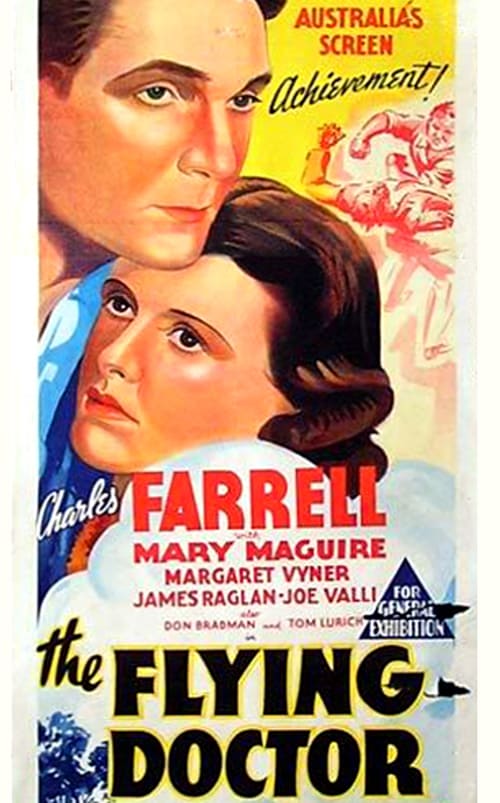 AUSTRALIA'S
SCREEN
Achievement!
Charles FARRELL
with
MARY MAGUIRE
MARGARET VYNER
JAMES RAGLAN-JOE VALLI
also
DON BRADMAN and TOM LURICH
in
FOR
GENERAL
EXHIBITION
the FLYING
DOCTOR